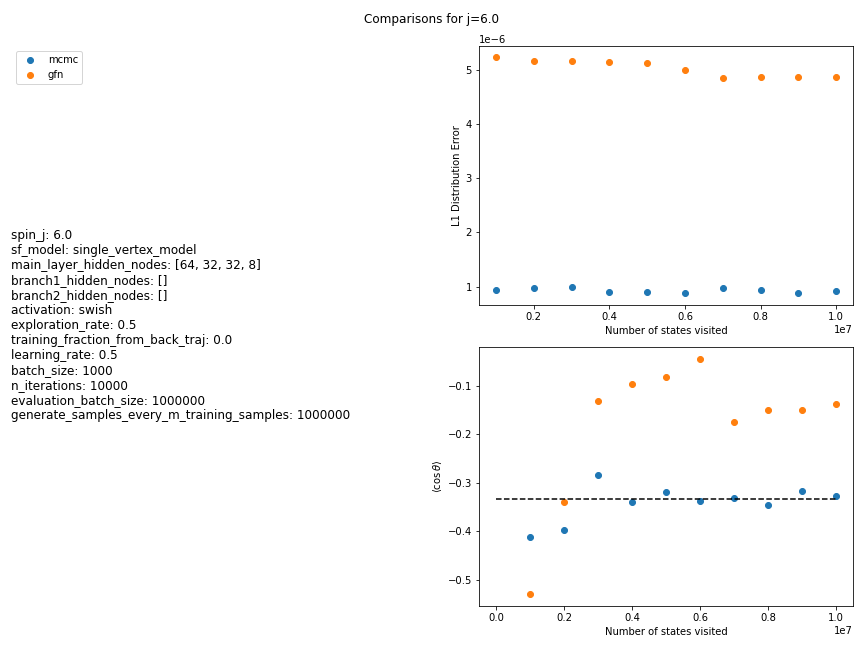 Comparisons for j=6.0
mcmc
gfn
spin_j: 6.0
sf_model: single_vertex_model
main_layer_hidden_nodes: [64, 32, 32, 8]
branch1_hidden_nodes: []
branch2_hidden_nodes: []
activation: swish
exploration_rate: 0.5
training_fraction_from_back_traj: 0.0
learning_rate: 0.5
batch_size: 1000
n_iterations: 10000
evaluation_batch_size: 1000000
generate_samples_every_m_training_samples: 1000000
1e−6
5
4
3
2
1
L1 Distribution Error
0.2 0.4 0.6 0.8 1.0
Number of states visited
1e7
−0.1
−0.2
−0.3
−0.4
−0.5
⟨cos θ⟩
0.0 0.2 0.4 0.6 0.8 1.0
Number of states visited
1e7